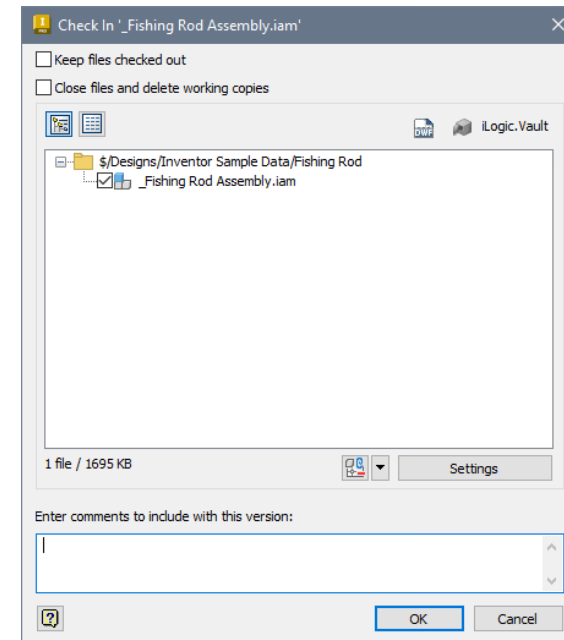 Check In '_Fishing Rod Assembly.iam'
Keep files checked out
Close files and delete working copies
DWF iLogic.Vault
$/Designs/Inventor Sample Data/Fishing Rod
_Fishing Rod Assembly.iam
1 file / 1695 KB Settings
Enter comments to include with this version:
OK Cancel